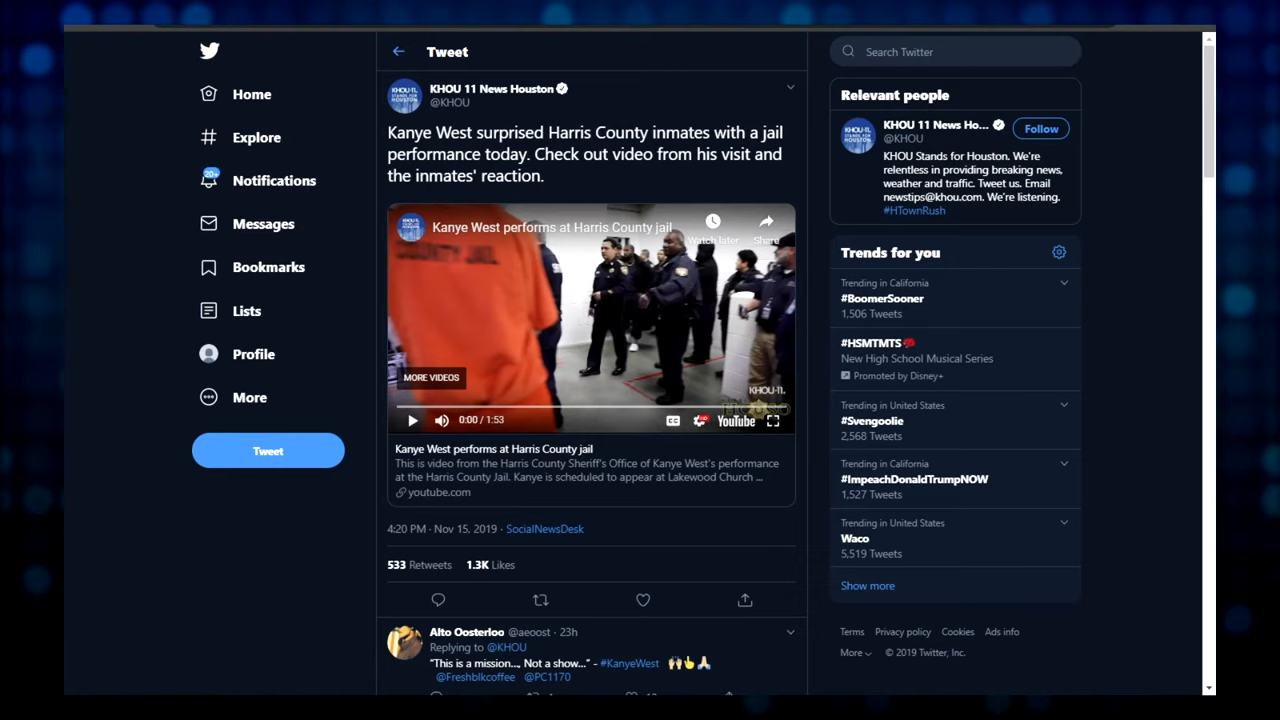 Home
Explore
20+
Notifications
Messages
Bookmarks
Lists
Profile
More
Tweet
Tweet
KHOU 11 News Houston
@KHOU
Kanye West surprised Harris County inmates with a jail
performance today. Check out video from his visit and
the inmates' reaction.
Kanye West performs at Harris County jail
Watch later
Share
COUNTY JAIL
MORE VIDEOS
KHOU-11.
0:00 / 1:53
CC
HD
YouTube
Kanye West performs at Harris County jail
This is video from the Harris County Sheriff's Office of Kanye West's performance
at the Harris County Jail. Kanye is scheduled to appear at Lakewood Church ...
youtube.com
4:20 PM · Nov 15, 2019 · SocialNewsDesk
533 Retweets 1.3K Likes
Alto Oosterloo @aeoost · 23h
Replying to @KHOU
"This is a mission..., Not a show..." - #KanyeWest 🙌🏻👆🙏🏻
@Freshblkcoffee @PC1170
Search Twitter
Relevant people
KHOU 11 News Ho...
@KHOU
Follow
KHOU Stands for Houston. We're
relentless in providing breaking news,
weather and traffic. Tweet us. Email
newstips@khou.com. We're listening.
#HTownRush
Trends for you
Trending in California
#BoomerSooner
1,506 Tweets
#HSMTMTS
New High School Musical Series
Promoted by Disney+
Trending in United States
#Svengoolie
2,568 Tweets
Trending in California
#ImpeachDonaldTrumpNOW
1,527 Tweets
Trending in United States
Waco
5,519 Tweets
Show more
Terms Privacy policy Cookies Ads info
More © 2019 Twitter, Inc.